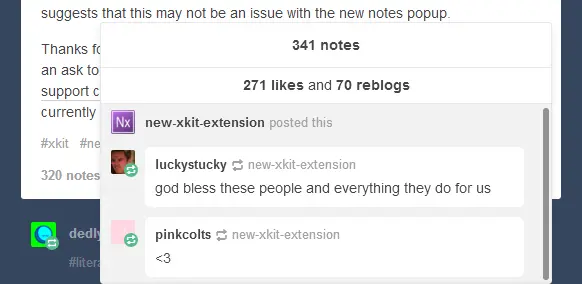 suggests that this may not be an issue with the new notes popup.
Thanks fo
an ask to
support c
currently
#xkit #ne
320 notes
dedly
#litera
341 notes
271 likes and 70 reblogs
Nx new-xkit-extension posted this
luckystucky new-xkit-extension
god bless these people and everything they do for us
pinkcolts new-xkit-extension
<3